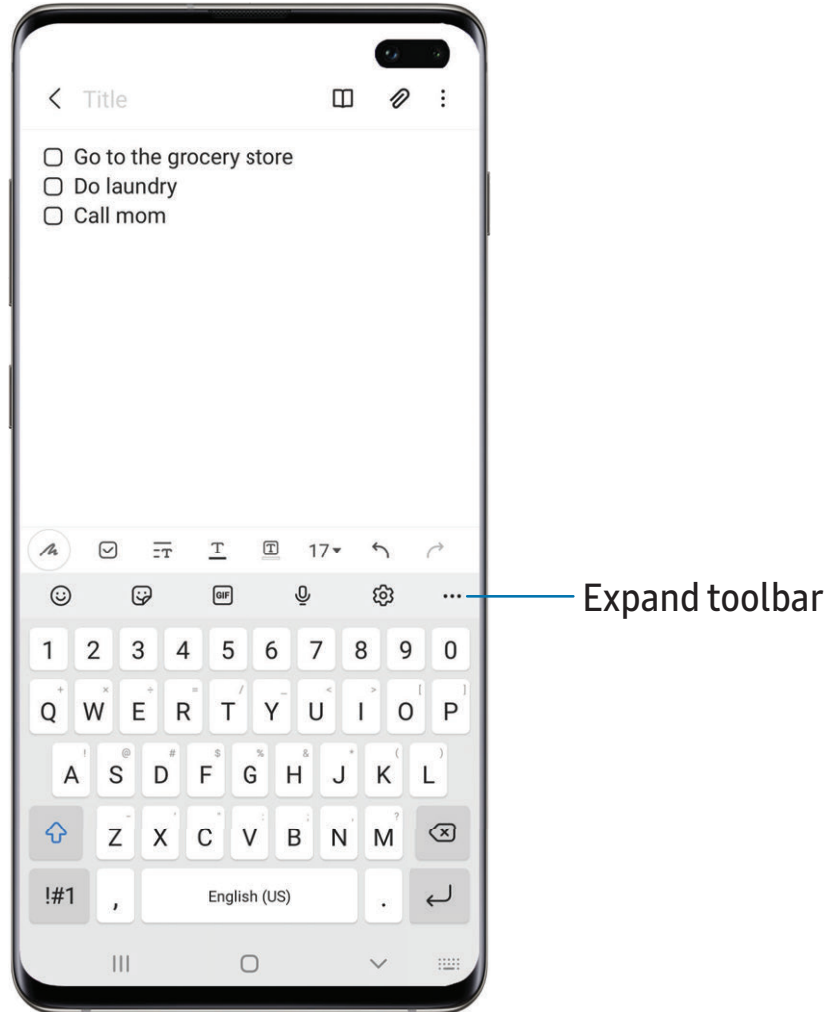 Title
Go to the grocery store
Do laundry
Call mom
T T T 17
GIF
Expand toolbar
1 2 3 4 5 6 7 8 9 0
+ × ÷ = / _ < > [ ]
Q W E R T Y U I O P
! @ # $ % & * ( )
A S D F G H J K L
- ' " : ; , ?
Z X C V B N M
!#1 , English (US) .